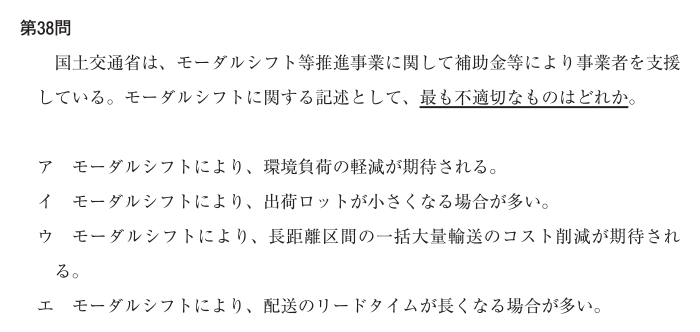 第38問
国土交通省は、モーダルシフト等推進事業に関して補助金等により事業者を支援
している。モーダルシフトに関する記述として、最も不適切なものはどれか。
ア　モーダルシフトにより、環境負荷の軽減が期待される。
イ　モーダルシフトにより、出荷ロットが小さくなる場合が多い。
ウ　モーダルシフトにより、長距離区間の一括大量輸送のコスト削減が期待され
る。
エ　モーダルシフトにより、配送のリードタイムが長くなる場合が多い。